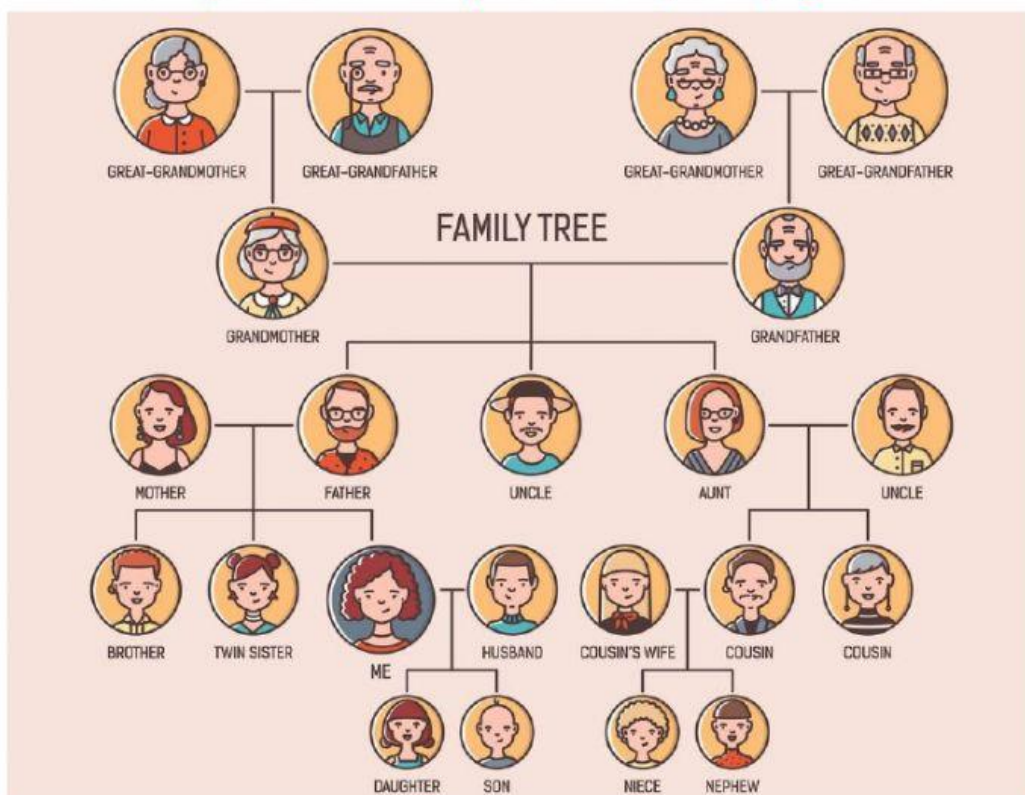 GREAT-GRANDMOTHER GREAT-GRANDFATHER GREAT-GRANDMOTHER GREAT-GRANDFATHER
FAMILY TREE
GRANDMOTHER GRANDFATHER
MOTHER FATHER UNCLE AUNT UNCLE
BROTHER TWIN SISTER ME HUSBAND COUSIN'S WIFE COUSIN COUSIN
DAUGHTER SON NIECE NEPHEW